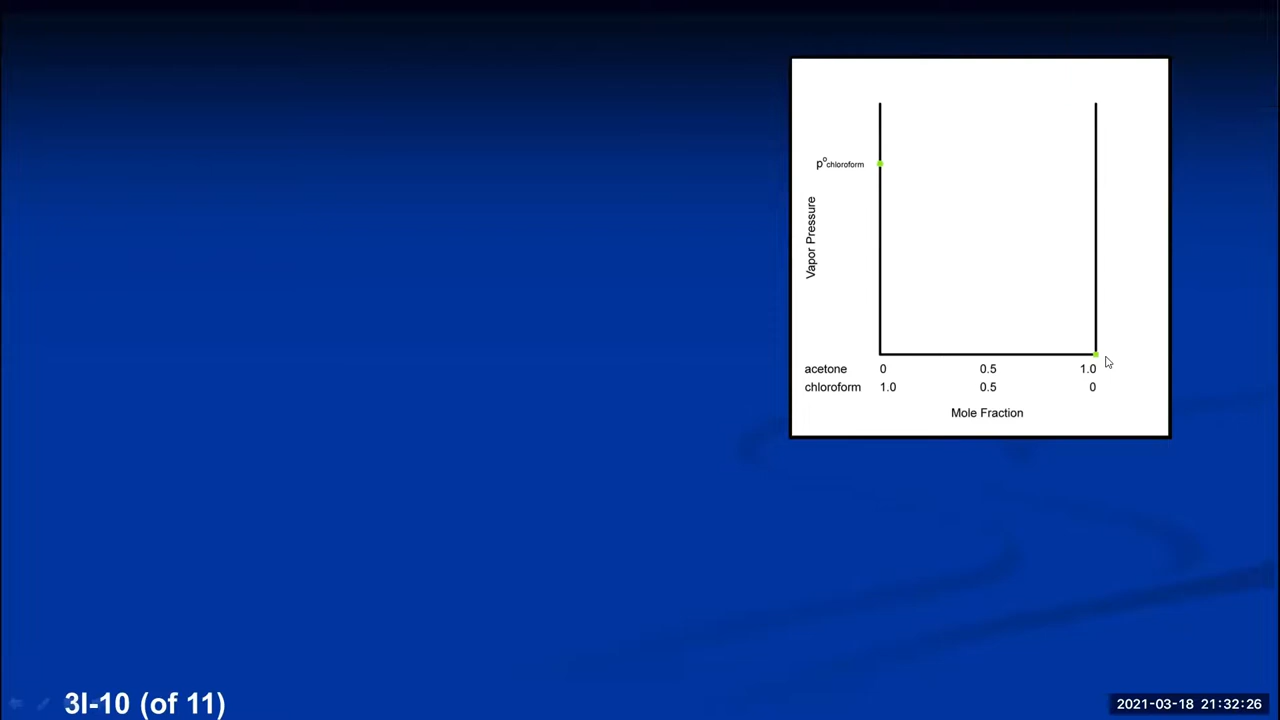 p°chloroform
Vapor Pressure
acetone 0 0.5 1.0
chloroform 1.0 0.5 0
Mole Fraction
3I-10 (of 11)
2021-03-18 21:32:26